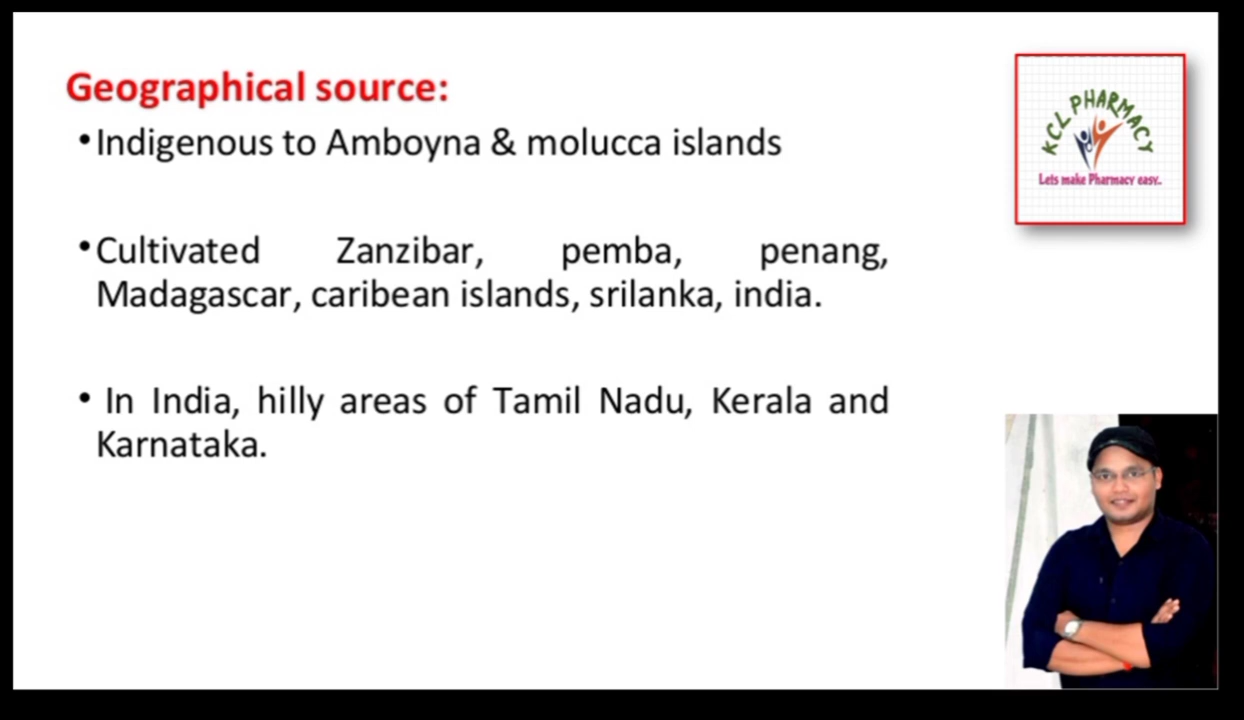 Geographical source:
•Indigenous to Amboyna & molucca islands
•Cultivated Zanzibar, pemba, penang,
Madagascar, caribean islands, srilanka, india.
• In India, hilly areas of Tamil Nadu, Kerala and
Karnataka.
KCL PHARMACY
Lets make Pharmacy easy..